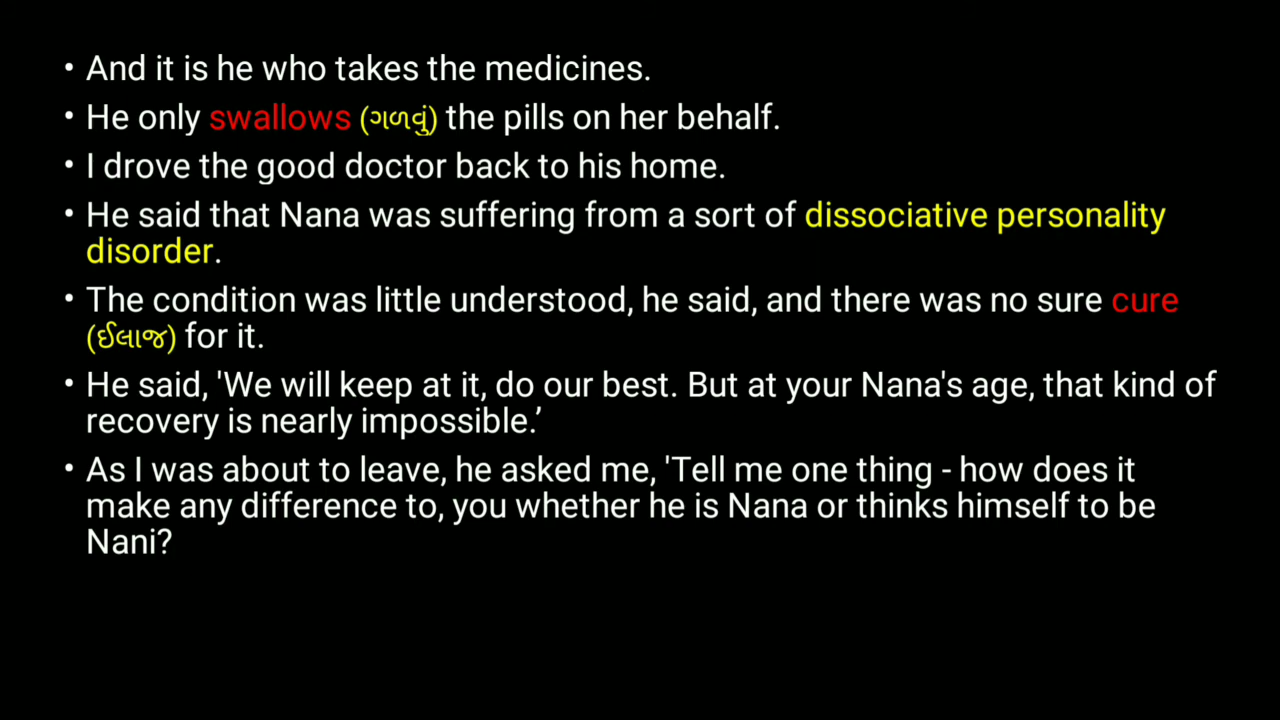 • And it is he who takes the medicines.
• He only swallows (ગળવું) the pills on her behalf.
• I drove the good doctor back to his home.
• He said that Nana was suffering from a sort of dissociative personality
disorder.
• The condition was little understood, he said, and there was no sure cure
(ઈલાજ) for it.
• He said, 'We will keep at it, do our best. But at your Nana's age, that kind of
recovery is nearly impossible.’
• As I was about to leave, he asked me, 'Tell me one thing - how does it
make any difference to, you whether he is Nana or thinks himself to be
Nani?